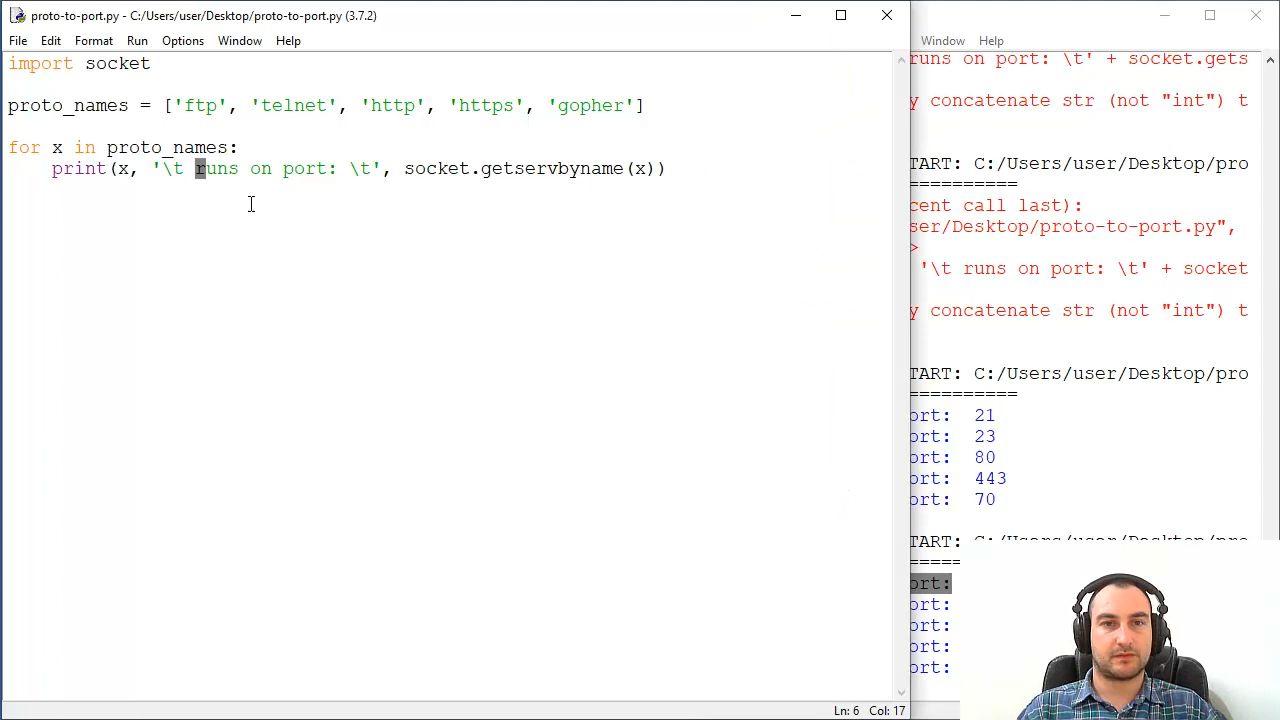 proto-to-port.py - C:/Users/user/Desktop/proto-to-port.py (3.7.2)
File Edit Format Run Options Window Help
import socket
proto_names = ['ftp', 'telnet', 'http', 'https', 'gopher']
for x in proto_names:
print(x, '\t runs on port: \t', socket.getservbyname(x))
Ln: 6 Col: 17
Window Help
runs on port: \t' + socket.gets
y concatenate str (not "int") t
TART: C:/Users/user/Desktop/pro
==========
cent call last):
ser/Desktop/proto-to-port.py",
>
'\t runs on port: \t' + socket
y concatenate str (not "int") t
TART: C:/Users/user/Desktop/pro
==========
ort: 21
ort: 23
ort: 80
ort: 443
ort: 70
TART: C:/Users/user/Desktop/pro
=====
ort:
ort:
ort:
ort:
ort: